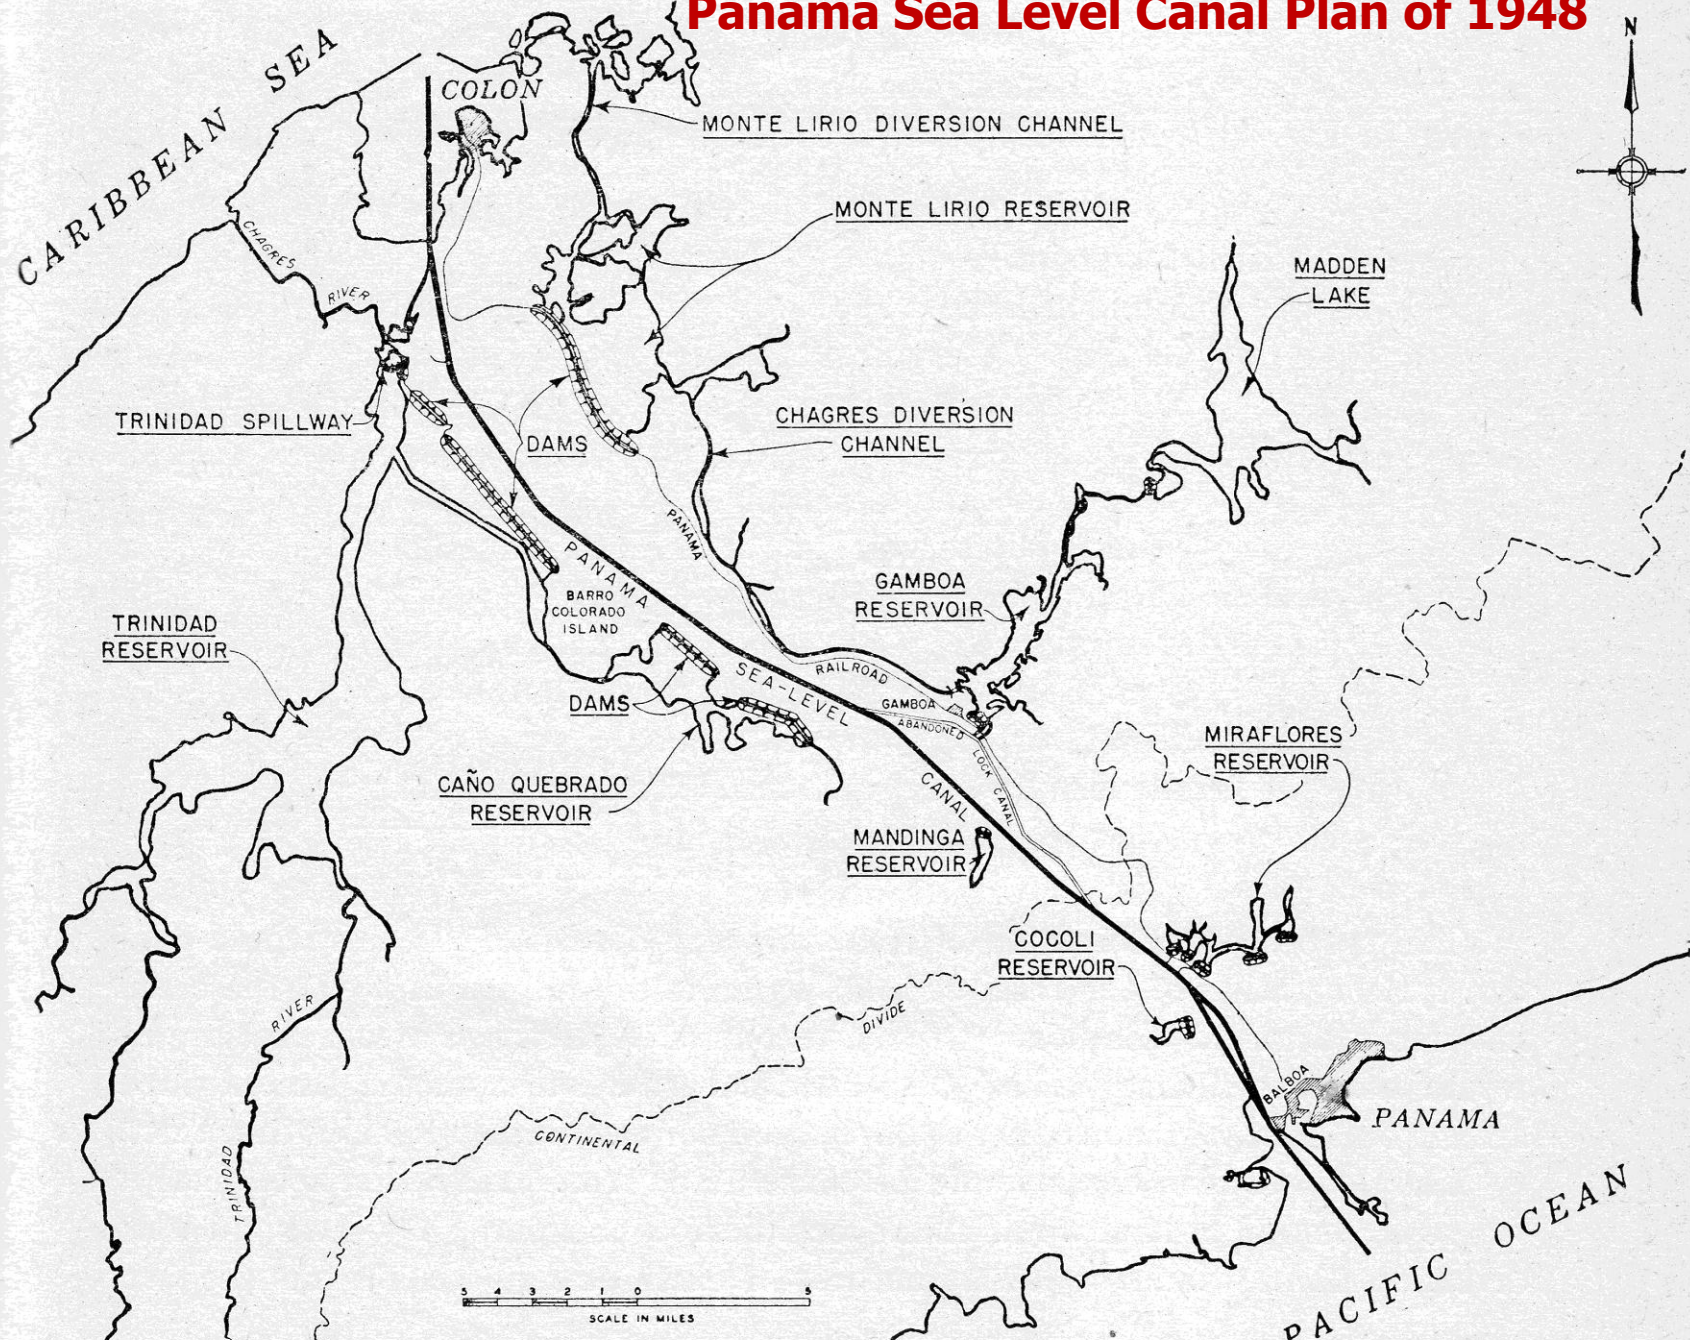 Panama Sea Level Canal Plan of 1948
N
CARIBBEAN SEA
COLON
MONTE LIRIO DIVERSION CHANNEL
MONTE LIRIO RESERVOIR
CHAGRES
RIVER
MADDEN
LAKE
TRINIDAD SPILLWAY
DAMS
CHAGRES DIVERSION
CHANNEL
PANAMA
PANAMA
BARRO
COLORADO
ISLAND
GAMBOA
RESERVOIR
TRINIDAD
RESERVOIR
RAILROAD
SEA-LEVEL
DAMS
GAMBOA
ABANDONED
LOCK
CANAL
MIRAFLORES
RESERVOIR
CAÑO QUEBRADO
RESERVOIR
CANAL
MANDINGA
RESERVOIR
COCOLI
RESERVOIR
RIVER
DIVIDE
BALBOA
PANAMA
CONTINENTAL
TRINIDAD
PACIFIC OCEAN
5 4 3 2 1 0 5
SCALE IN MILES